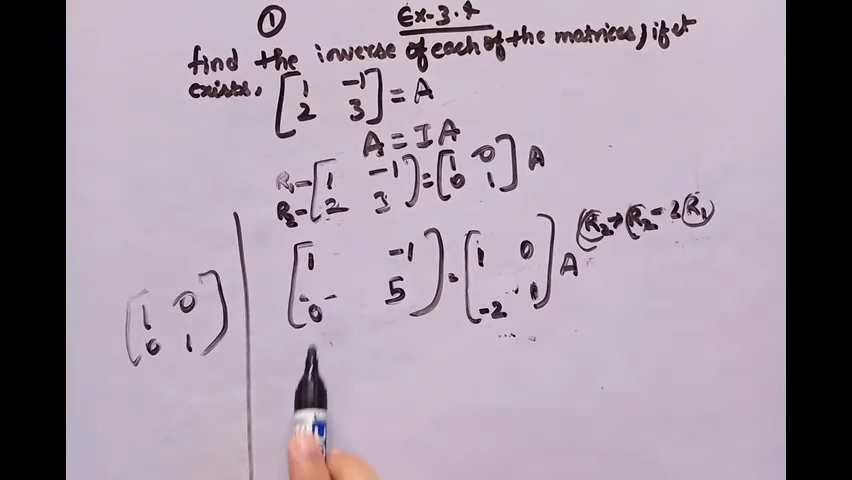 ① Ex-3.4
find the inverse of each of the matrices, if it
exists. [1 -1
2 3] = A
A = IA
R₁- [1 -1
R₂- 2 3] = [1 0
0 1] A
[1 -1
0 5] = [1 0
-2 1] A R₂→R₂-2R₁
[1 0
0 1]